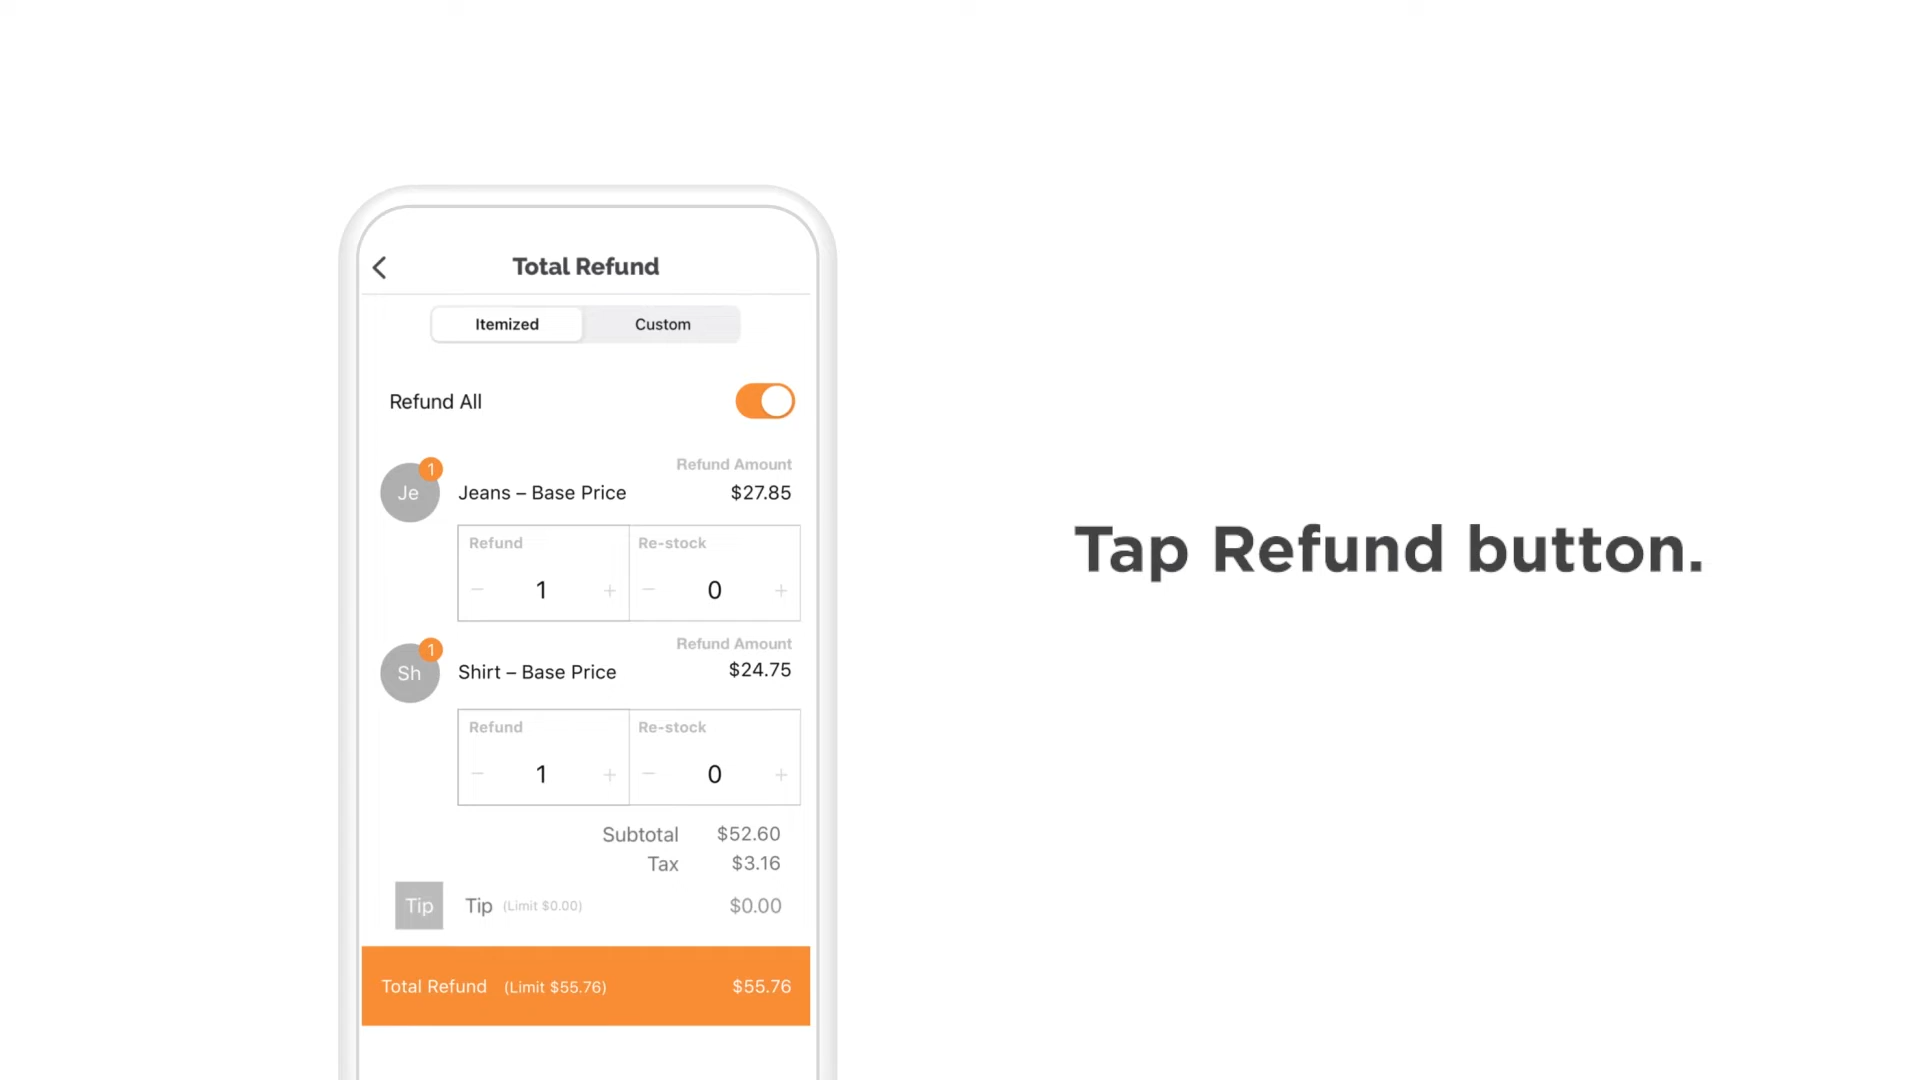 Total Refund
Itemized Custom
Refund All
Refund Amount
1
Je Jeans – Base Price $27.85
Refund Re-stock
− 1 + − 0 +
Refund Amount
1
Sh Shirt – Base Price $24.75
Refund Re-stock
− 1 + − 0 +
Subtotal $52.60
Tax $3.16
Tip Tip (Limit $0.00) $0.00
Total Refund (Limit $55.76) $55.76
Tap Refund button.